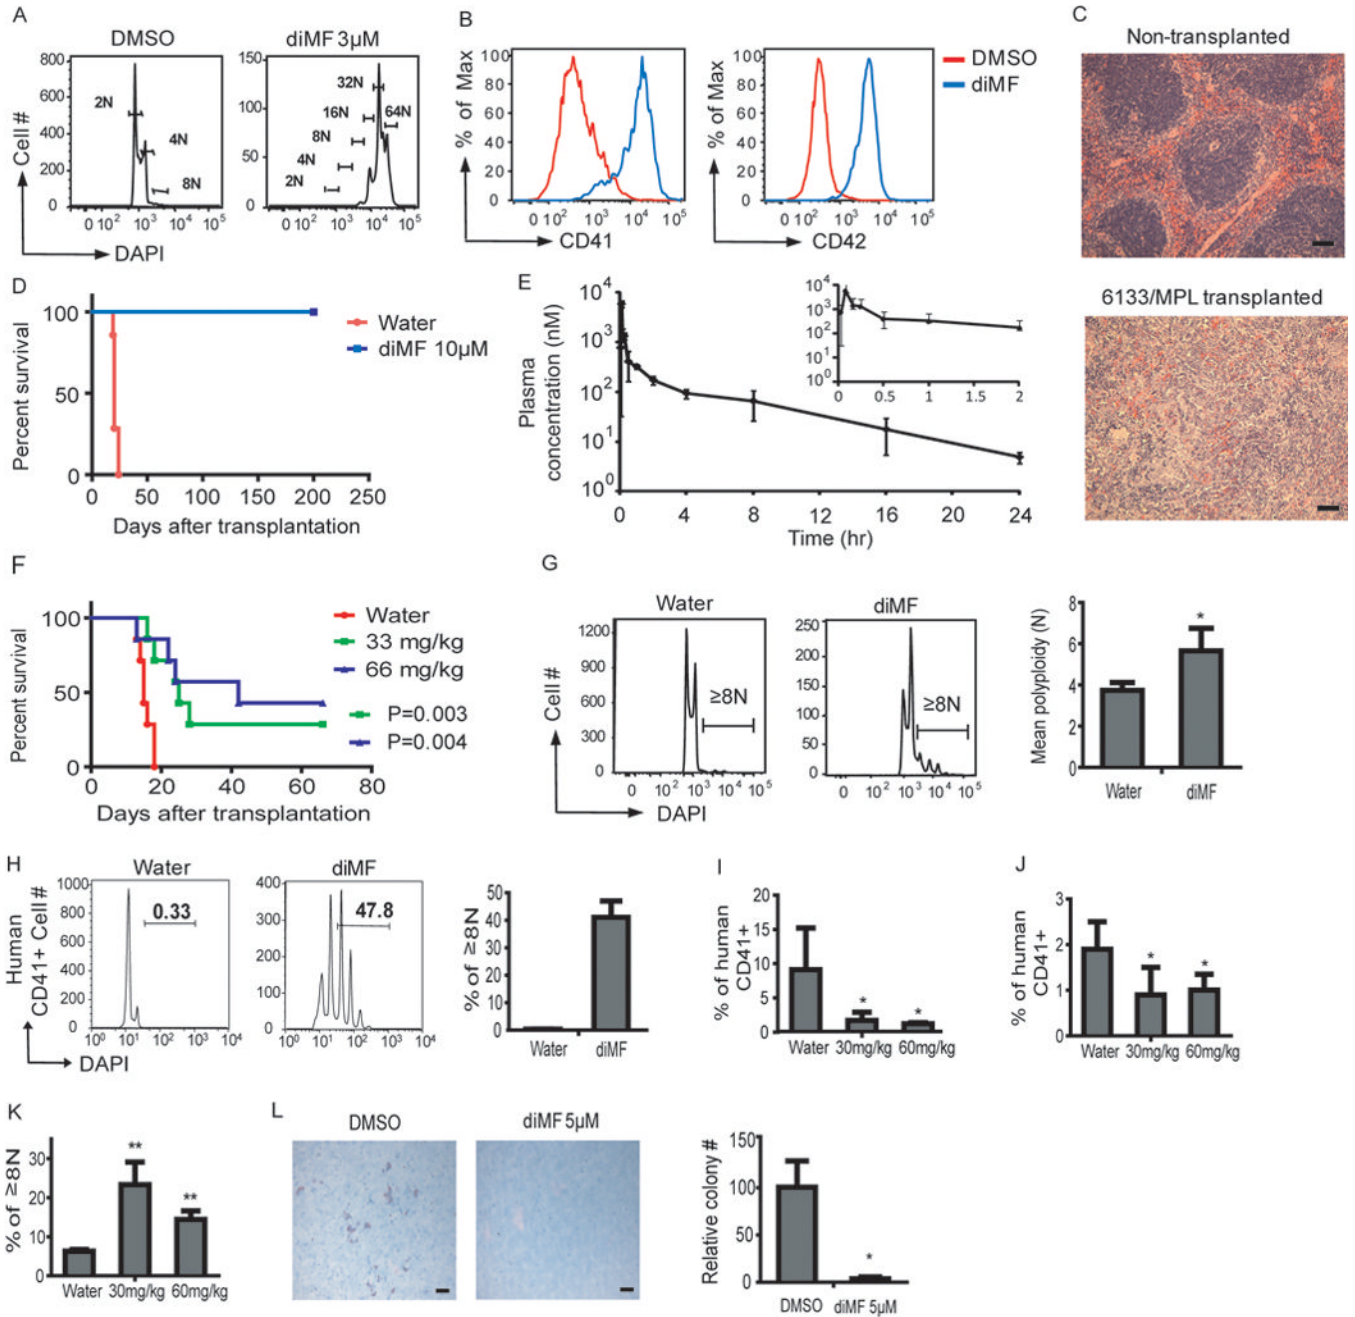 A
DMSO
diMF 3µM
Cell #
800
600
400
200
0
2N
4N
8N
0 10² 10³ 10⁴ 10⁵
150
100
50
0
2N
4N
8N
16N
32N
64N
0 10² 10³ 10⁴ 10⁵
DAPI
B
% of Max
100
80
60
40
20
0
0 10² 10³ 10⁴ 10⁵
CD41
% of Max
100
80
60
40
20
0
0 10² 10³ 10⁴ 10⁵
CD42
DMSO
diMF
C
Non-transplanted
6133/MPL transplanted
D
Percent survival
100
50
0
0 50 100 150 200 250
Days after transplantation
Water
diMF 10µM
E
Plasma
concentration (nM)
10⁴
10³
10²
10¹
10⁰
0 4 8 12 16 20 24
Time (hr)
10⁴
10³
10²
10¹
10⁰
0 0.5 1 1.5 2
F
Percent survival
100
50
0
0 20 40 60 80
Days after transplantation
Water
33 mg/kg
66 mg/kg
P=0.003
P=0.004
G
Water
diMF
Cell #
1200
900
600
300
0
≥8N
0 10² 10³ 10⁴ 10⁵
250
200
150
100
50
0
≥8N
0 10² 10³ 10⁴ 10⁵
DAPI
Mean polyploidy (N)
8
6
4
2
0
*
Water diMF
H
Water
diMF
Human
CD41+ Cell #
1000
800
600
400
200
0
0.33
10⁰ 10¹ 10² 10³ 10⁴
400
300
200
100
0
47.8
10⁰ 10¹ 10² 10³ 10⁴
DAPI
% of ≥8N
50
40
30
20
10
0
Water diMF
I
% of human
CD41+
20
15
10
5
0
* *
Water 30mg/kg 60mg/kg
J
% of human
CD41+
3
2
1
0
* *
Water 30mg/kg 60mg/kg
K
% of ≥8N
30
20
10
0
** **
Water 30mg/kg 60mg/kg
L
DMSO
diMF 5µM
Relative colony #
150
100
50
0
*
DMSO diMF 5µM